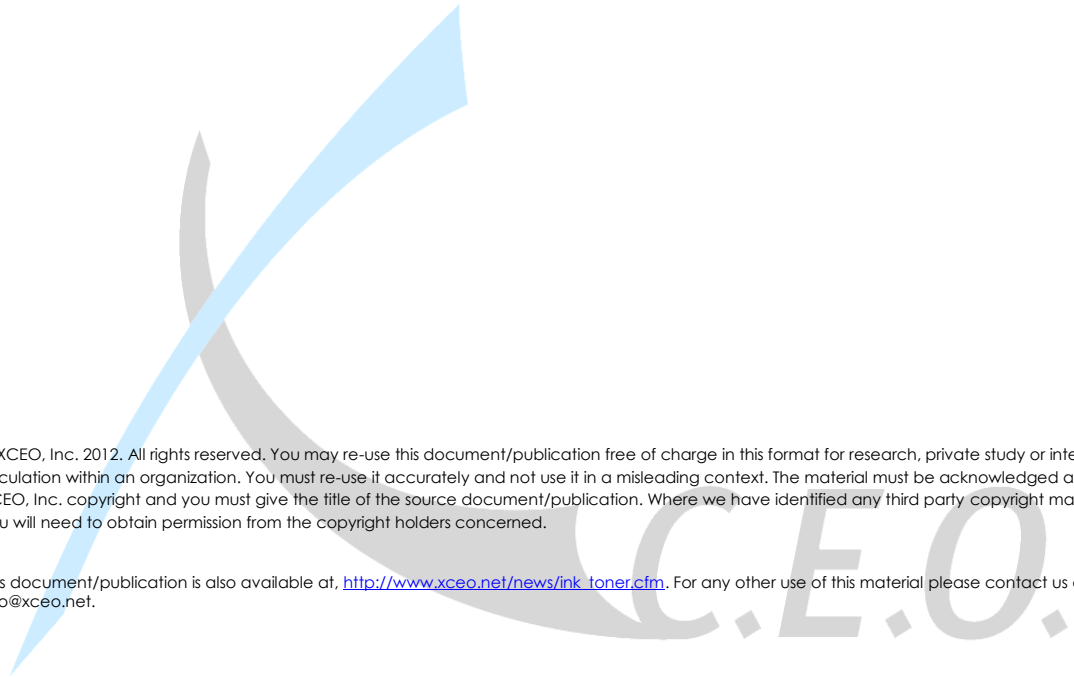 XCEO, Inc. 2012. All rights reserved. You may re-use this document/publication free of charge in this format for research, private study or
within an organization. You must re-use it accurately and not use it in a misleading context. The material must be acknowledged
Inc. copyright and you must give the title of the source document/publication. Where we have identified any third party copyright
will need to obtain permission from the copyright holders concerned.
document/publication is also available at, http://www.xceo.net/news/ink_toner.cfm. For any other use of this material please contact us
@xceo.net.
C.E.O.